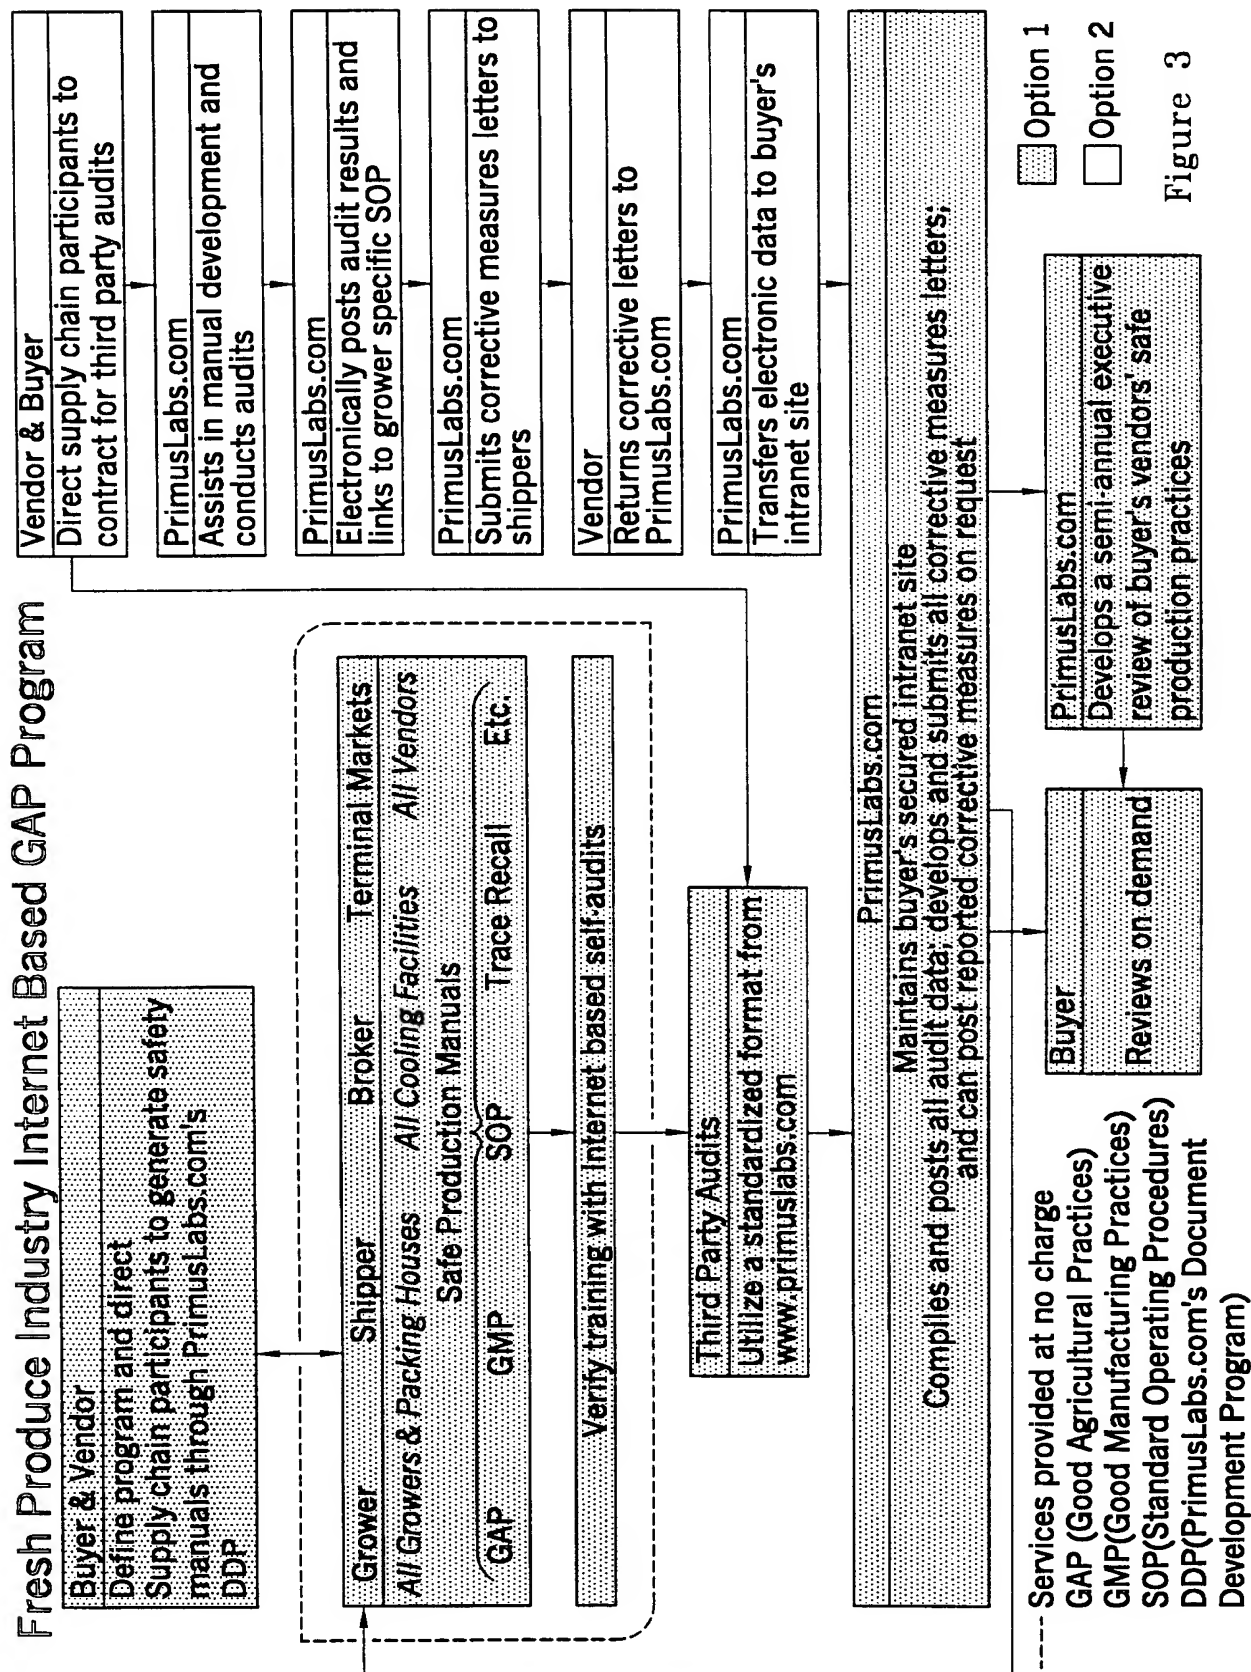 Fresh Produce Industry Internet Based GAP Program
Buyer & Vendor
Define program and direct
Supply chain participants to generate safety
manuals through PrimusLabs.com's
DDP
Grower Shipper Broker Terminal Markets
All Growers & Packing Houses All Cooling Facilities All Vendors
Safe Production Manuals
GAP GMP SOP Trace Recall Etc.
Verify training with Internet based self-audits
Third Party Audits
Utilize a standardized format from
www.primuslabs.com
Vendor & Buyer
Direct supply chain participants to
contract for third party audits
PrimusLabs.com
Assists in manual development and
conducts audits
PrimusLabs.com
Electronically posts audit results and
links to grower specific SOP
PrimusLabs.com
Submits corrective measures letters to
shippers
Vendor
Returns corrective letters to
PrimusLabs.com
PrimusLabs.com
Transfers electronic data to buyer's
intranet site
PrimusLabs.com
Maintains buyer's secured intranet site
Compiles and posts all audit data; develops and submits all corrective measures letters;
and can post reported corrective measures on request
Buyer
Reviews on demand
PrimusLabs.com
Develops a semi-annual executive
review of buyer's vendors' safe
production practices
Services provided at no charge
GAP (Good Agricultural Practices)
GMP(Good Manufacturing Practices)
SOP(Standard Operating Procedures)
DDP(PrimusLabs.com's Document
Development Program)
Option 1
Option 2
Figure 3